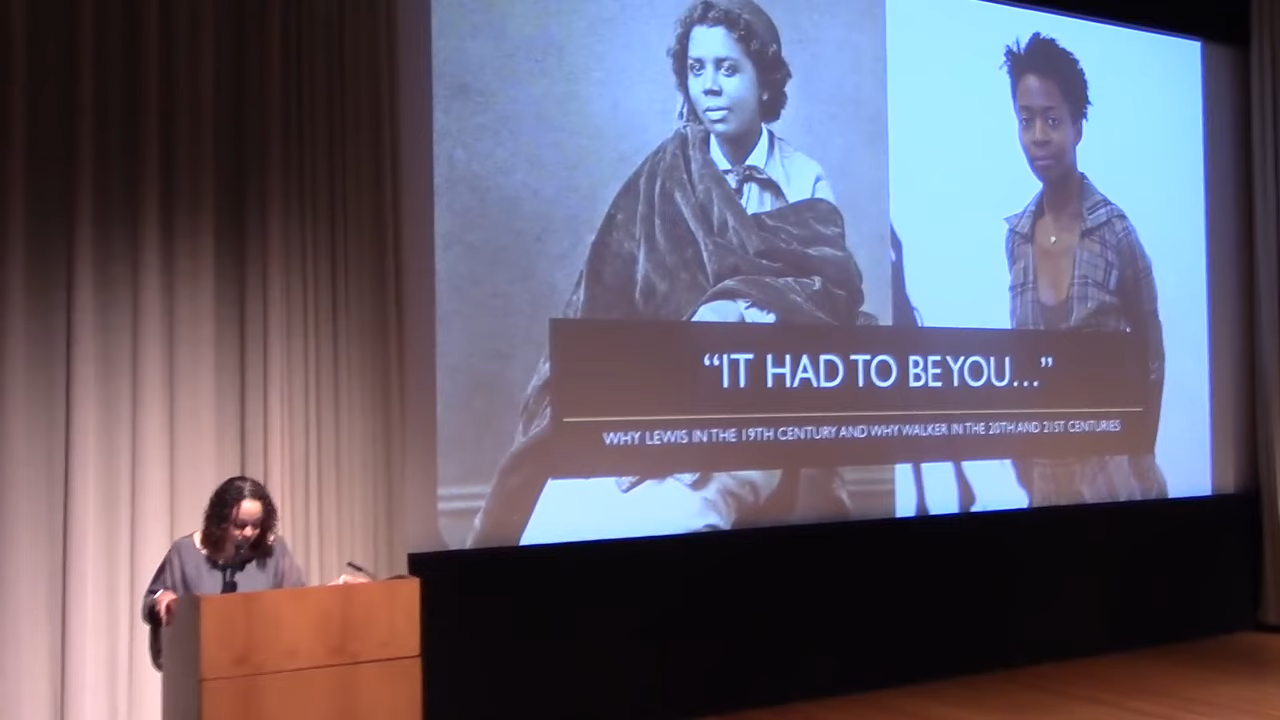 “IT HAD TO BE YOU...”
WHY LEWIS IN THE 19TH CENTURY AND WHY WALKER IN THE 20TH AND 21ST CENTURIES